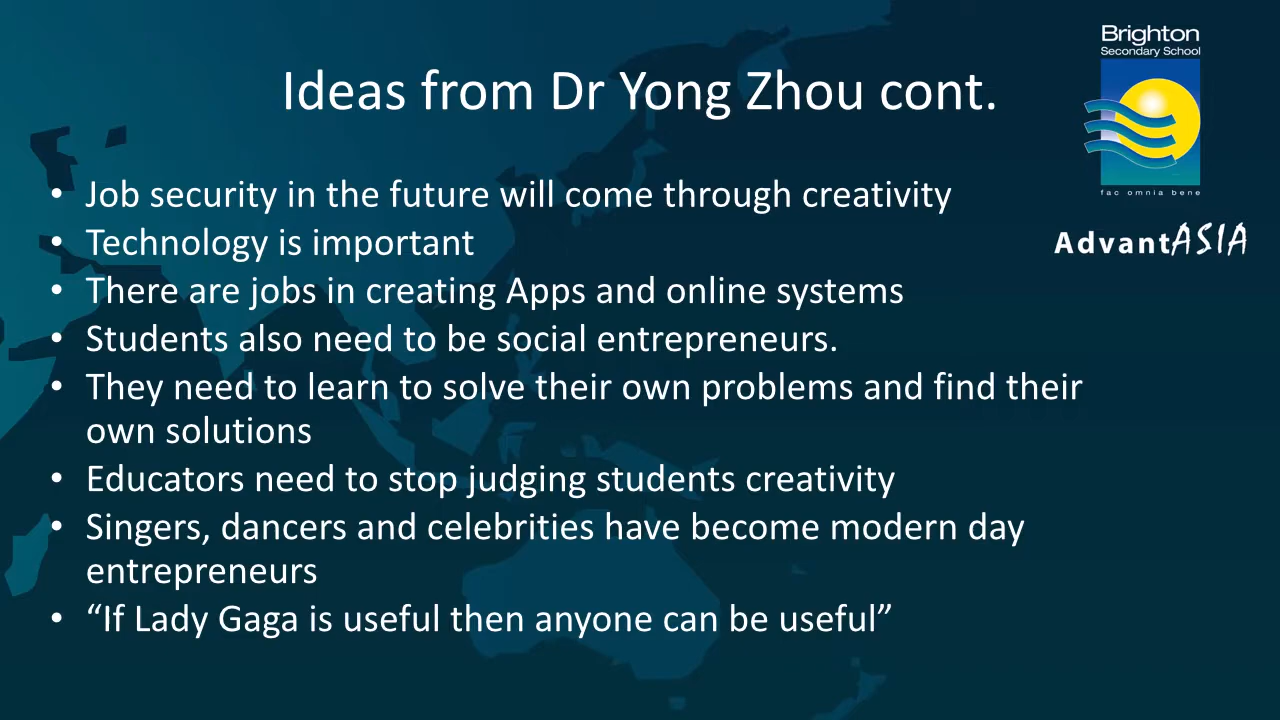 Brighton
Secondary School
Ideas from Dr Yong Zhou cont.
fac omnia bene
AdvantASIA
• Job security in the future will come through creativity
• Technology is important
• There are jobs in creating Apps and online systems
• Students also need to be social entrepreneurs.
• They need to learn to solve their own problems and find their
own solutions
• Educators need to stop judging students creativity
• Singers, dancers and celebrities have become modern day
entrepreneurs
• “If Lady Gaga is useful then anyone can be useful”